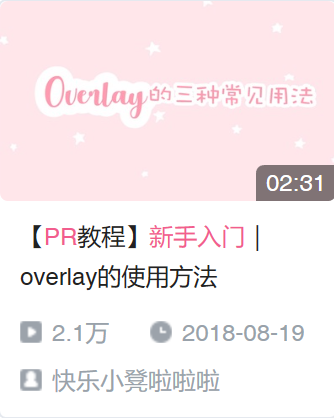 Overlay的三种常见用法
02:31
【PR教程】新手入门｜
overlay的使用方法
2.1万 2018-08-19
快乐小凳啦啦啦